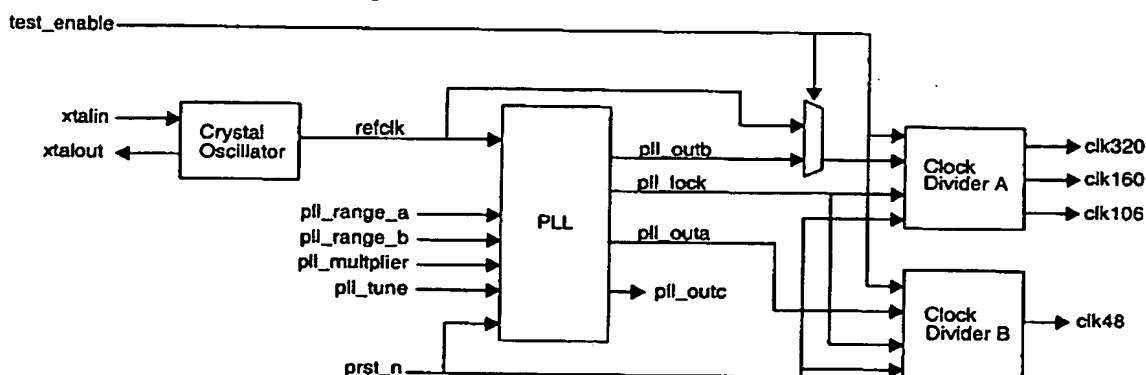 test_enable
xtalin
xtalout
Crystal
Oscillator
refclk
pll_range_a
pll_range_b
pll_multplier
pll_tune
prst_n
PLL
pll_outb
pll_lock
pll_outa
pll_outc
Clock
Divider A
clk320
clk160
clk106
Clock
Divider B
clk48